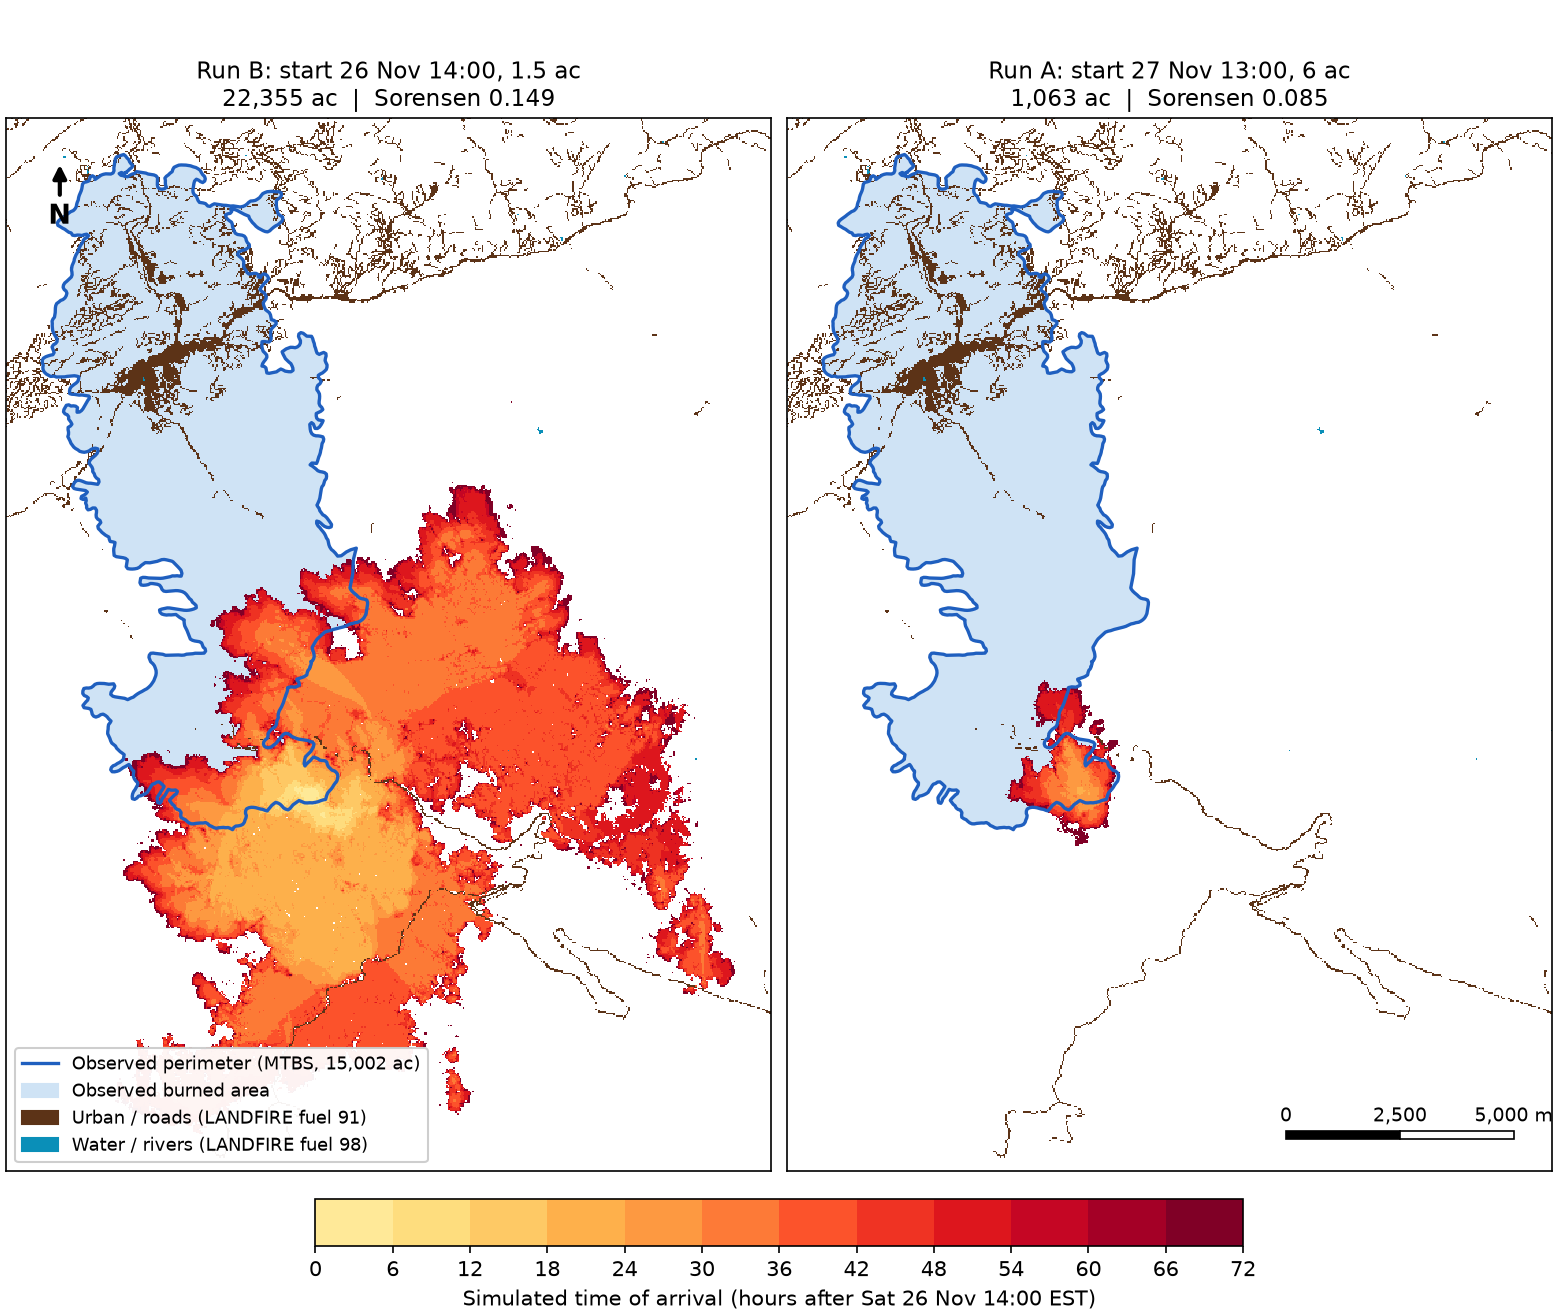 Run B: start 26 Nov 14:00, 1.5 ac
22,355 ac | Sorensen 0.149
Run A: start 27 Nov 13:00, 6 ac
1,063 ac | Sorensen 0.085
N
Observed perimeter (MTBS, 15,002 ac)
Observed burned area
Urban / roads (LANDFIRE fuel 91)
Water / rivers (LANDFIRE fuel 98)
0 2,500 5,000 m
0 6 12 18 24 30 36 42 48 54 60 66 72
Simulated time of arrival (hours after Sat 26 Nov 14:00 EST)